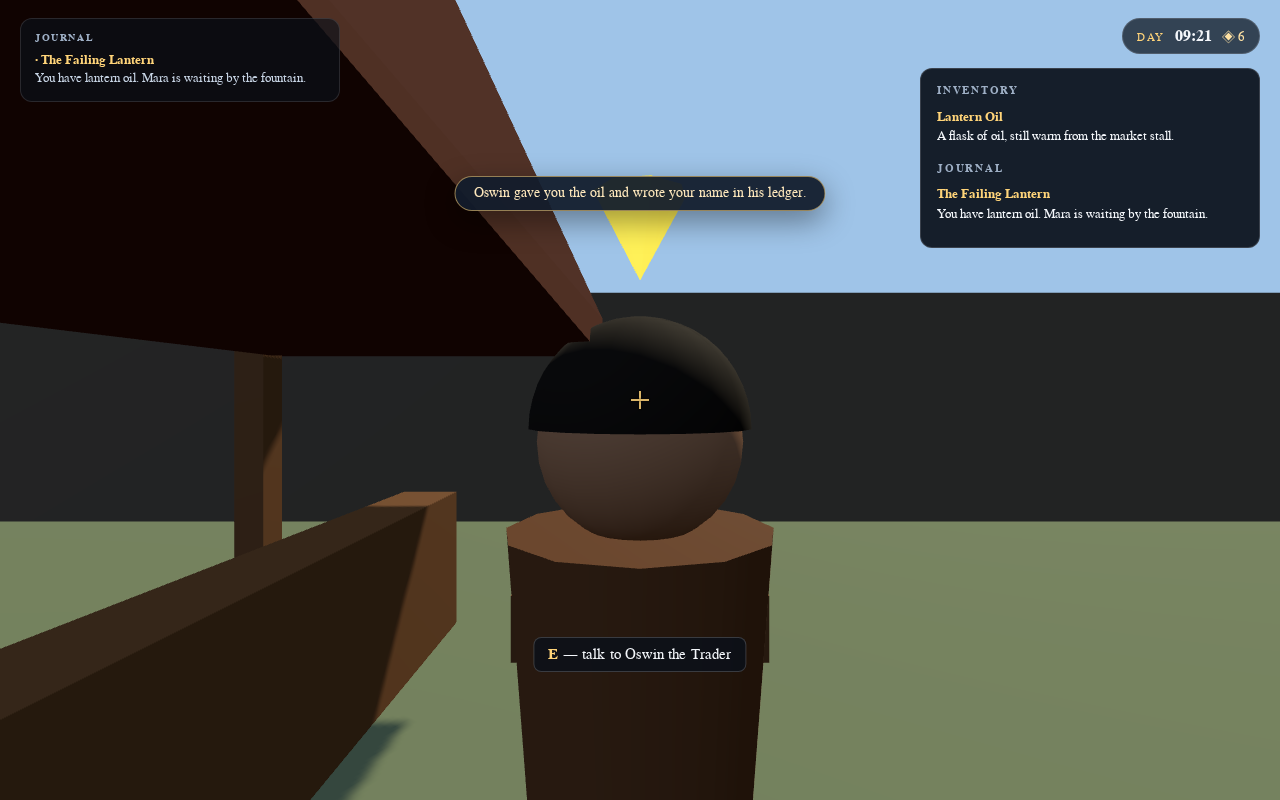 JOURNAL
· The Failing Lantern
You have lantern oil. Mara is waiting by the fountain.
DAY 09:21 ◈ 6
INVENTORY
Lantern Oil
A flask of oil, still warm from the market stall.
JOURNAL
The Failing Lantern
You have lantern oil. Mara is waiting by the fountain.
Oswin gave you the oil and wrote your name in his ledger.
E — talk to Oswin the Trader